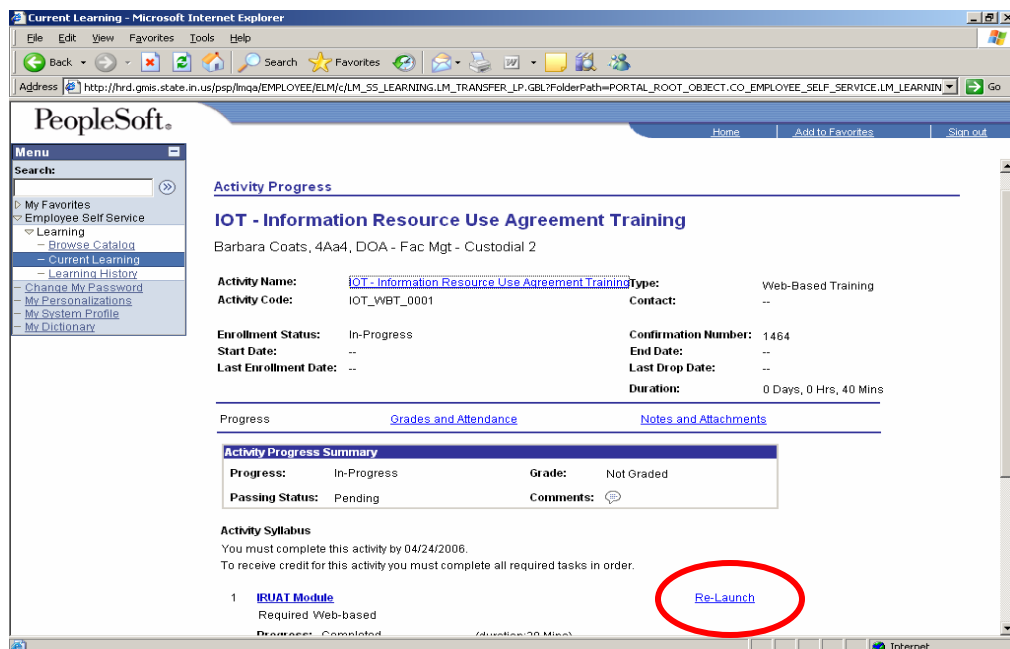 Current Learning - Microsoft Internet Explorer
File Edit View Favorites Tools Help
Back Search Favorites
Address http://hrd.gmis.state.in.us/psp/lmqa/EMPLOYEE/ELM/c/LM_SS_LEARNING.LM_TRANSFER_LP.GBL?FolderPath=PORTAL_ROOT_OBJECT.CO_EMPLOYEE_SELF_SERVICE.LM_LEARNIN Go
PeopleSoft.
Home Add to Favorites Sign out
Menu
Search:
My Favorites
Employee Self Service
Learning
– Browse Catalog
– Current Learning
– Learning History
– Change My Password
– My Personalizations
– My System Profile
– My Dictionary
Activity Progress
IOT - Information Resource Use Agreement Training
Barbara Coats, 4Aa4, DOA - Fac Mgt - Custodial 2
Activity Name: IOT - Information Resource Use Agreement Training Type: Web-Based Training
Activity Code: IOT_WBT_0001 Contact: --
Enrollment Status: In-Progress Confirmation Number: 1464
Start Date: -- End Date: --
Last Enrollment Date: -- Last Drop Date: --
Duration: 0 Days, 0 Hrs, 40 Mins
Progress Grades and Attendance Notes and Attachments
Activity Progress Summary
Progress: In-Progress Grade: Not Graded
Passing Status: Pending Comments:
Activity Syllabus
You must complete this activity by 04/24/2006.
To receive credit for this activity you must complete all required tasks in order.
1 IRUAT Module Re-Launch
Required Web-based
Progress: Completed (duration:20 Mins)
Internet